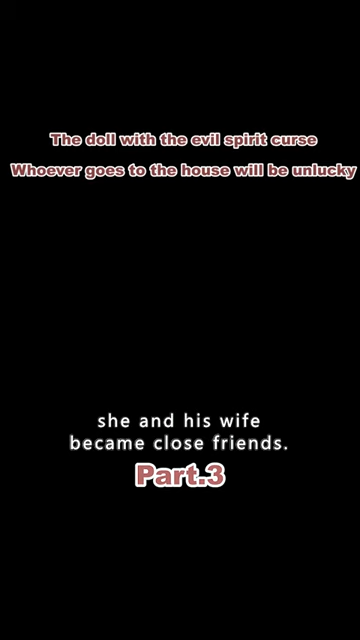 The doll with the evil spirit curse
Whoever goes to the house will be unlucky
she and his wife
became close friends.
Part.3